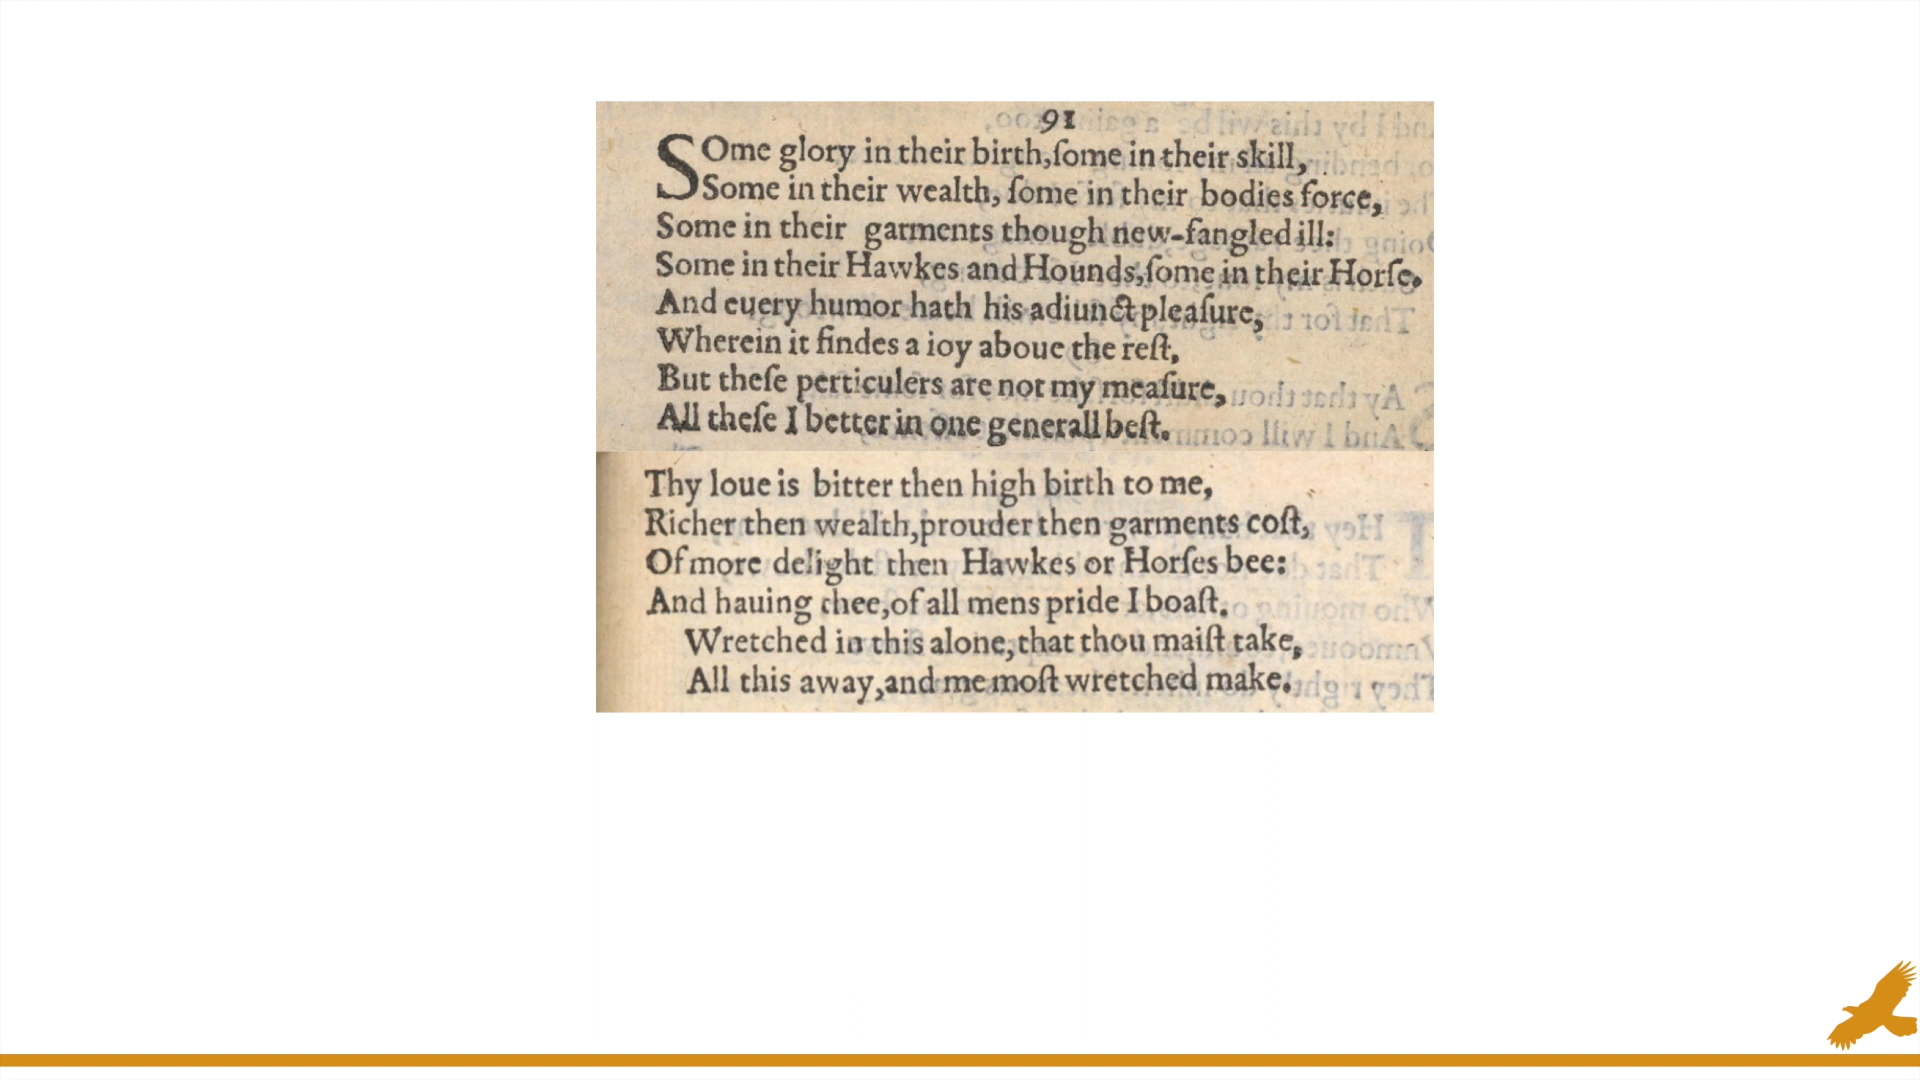 91
SOme glory in their birth,ſome in their skill,
Some in their wealth, ſome in their bodies force,
Some in their garments though new-fangled ill:
Some in their Hawkes and Hounds,ſome in their Horſe.
And euery humor hath his adiunct pleaſure,
Wherein it findes a ioy aboue the reſt,
But theſe perticulers are not my meaſure,
All theſe I better in one generall beſt.
Thy loue is bitter then high birth to me,
Richer then wealth,prouder then garments coſt,
Of more delight then Hawkes or Horſes bee:
And hauing thee,of all mens pride I boaſt.
Wretched in this alone,that thou maiſt take,
All this away,and me moſt wretched make.